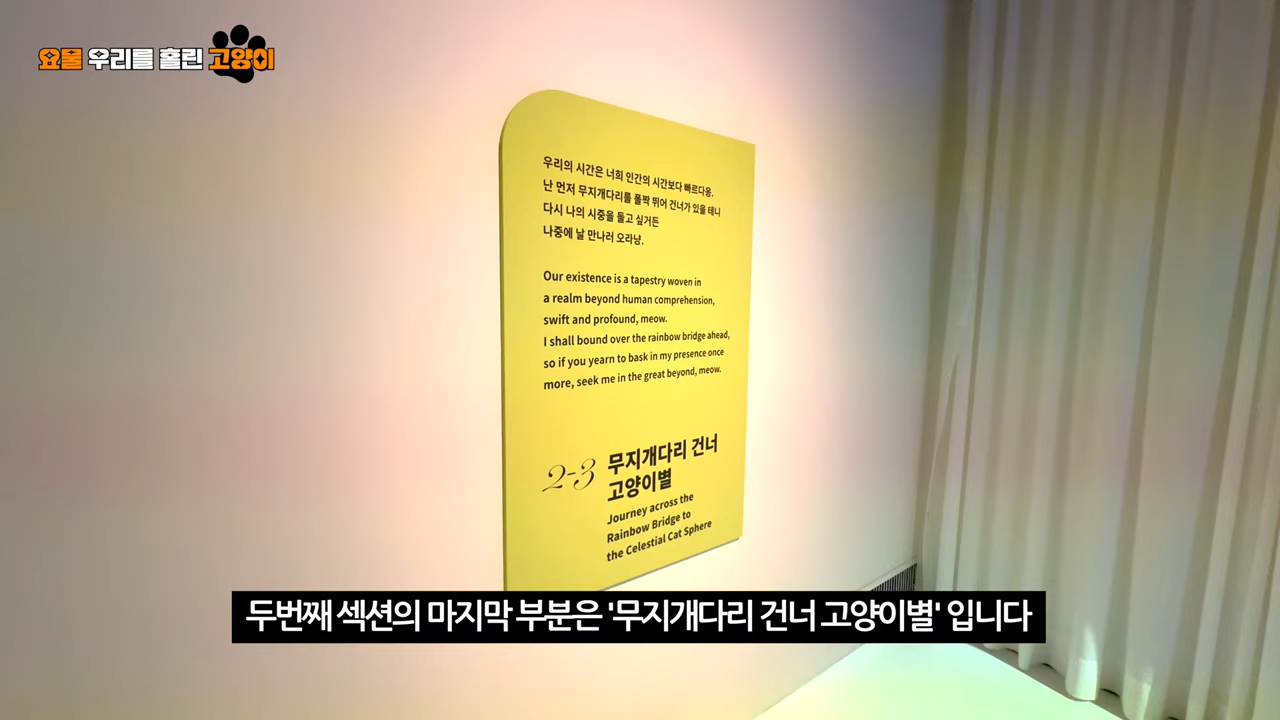 요물 우리를 홀린 고양이
우리의 시간은 너희 인간의 시간보다 빠르다옹.
난 먼저 무지개다리를 폴짝 뛰어 건너가 있을 테니
다시 나의 시중을 들고 싶거든
나중에 날 만나러 오라냥.
Our existence is a tapestry woven in
a realm beyond human comprehension,
swift and profound, meow.
I shall bound over the rainbow bridge ahead,
so if you yearn to bask in my presence once
more, seek me in the great beyond, meow.
2-3 무지개다리 건너
고양이별
Journey across the
Rainbow Bridge to
the Celestial Cat Sphere
두번째 섹션의 마지막 부분은 '무지개다리 건너 고양이별' 입니다